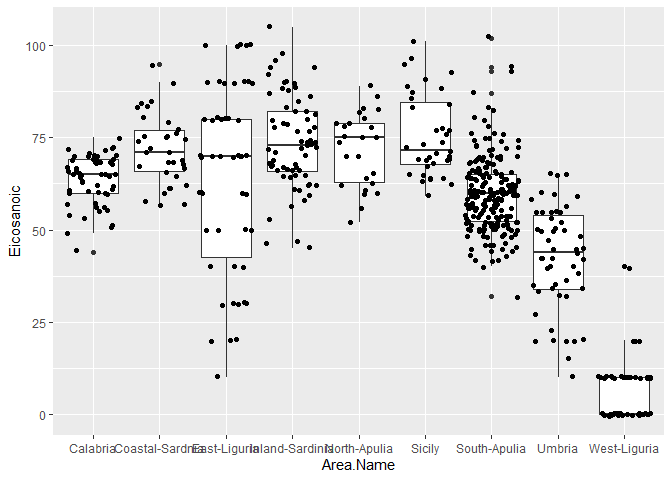 100
75
50
25
0
Eicosanoic
Calabria Coastal-Sardinia East-Liguria Inland-Sardinia North-Apulia Sicily South-Apulia Umbria West-Liguria
Area.Name